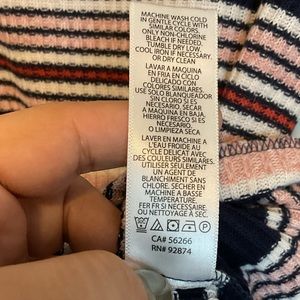 MACHINE WASH COLD
IN GENTLE CYCLE WITH
SIMILAR COLORS
ONLY NON-CHLORINE
BLEACH IF NEEDED.
TUMBLE DRY LOW.
COOL IRON IF NECESSARY
OR DRY CLEAN
LAVAR A MAQUINA
EN FRIA EN CICLO
DELICADO CON
COLORES SIMILARES.
USO SOLO BLANQUEADOR
SIN CLORO SI ES
NECESARIO. SECAR A
MAQUINA EN BAJA.
HIERRO FRESCO SI ES
NECESARIO.
O LIMPIEZA SECA
LAVER EN MACHINE A
L'EAU FROIDE AU
CYCLE DELICAT AVEC
DES COULEURS SIMILAIRES.
UTILISER SEULEMENT
UN AGENT DE
BLANCHIMENT SANS
CHLORE. SECHER EN
MACHINE A BASSE
TEMPERATURE.
FER FR SI NECESSAIRE.
OU NETTOYAGE A SEC
CA# 56266
RN# 92874